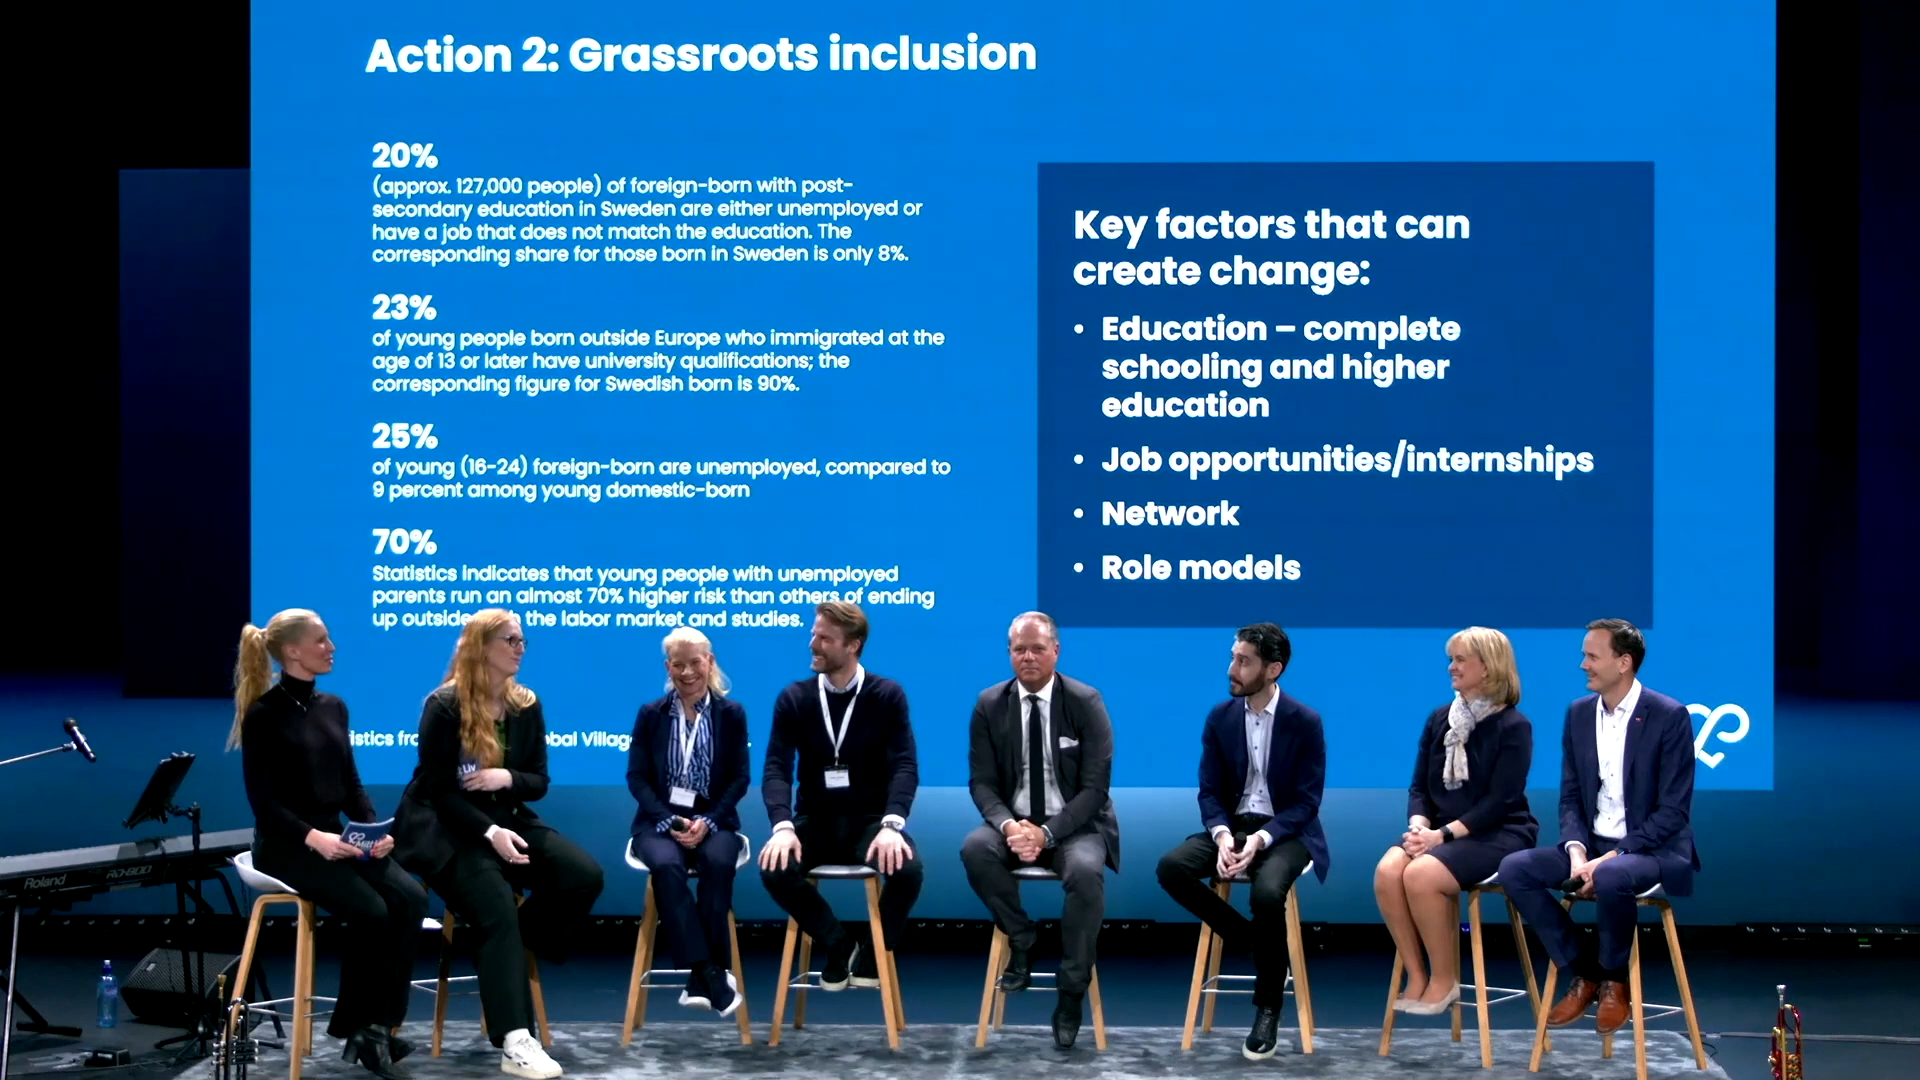 Action 2: Grassroots inclusion
20%
(approx. 127,000 people) of foreign-born with post-
secondary education in Sweden are either unemployed or
have a job that does not match the education. The
corresponding share for those born in Sweden is only 8%.
23%
of young people born outside Europe who immigrated at the
age of 13 or later have university qualifications; the
corresponding figure for Swedish born is 90%.
25%
of young (16-24) foreign-born are unemployed, compared to
9 percent among young domestic-born
70%
Statistics indicates that young people with unemployed
parents run an almost 70% higher risk than others of ending
up outside the labor market and studies.
Key factors that can
create change:
• Education – complete
schooling and higher
education
• Job opportunities/internships
• Network
• Role models
Liv
Mitt
Roland
RD-800